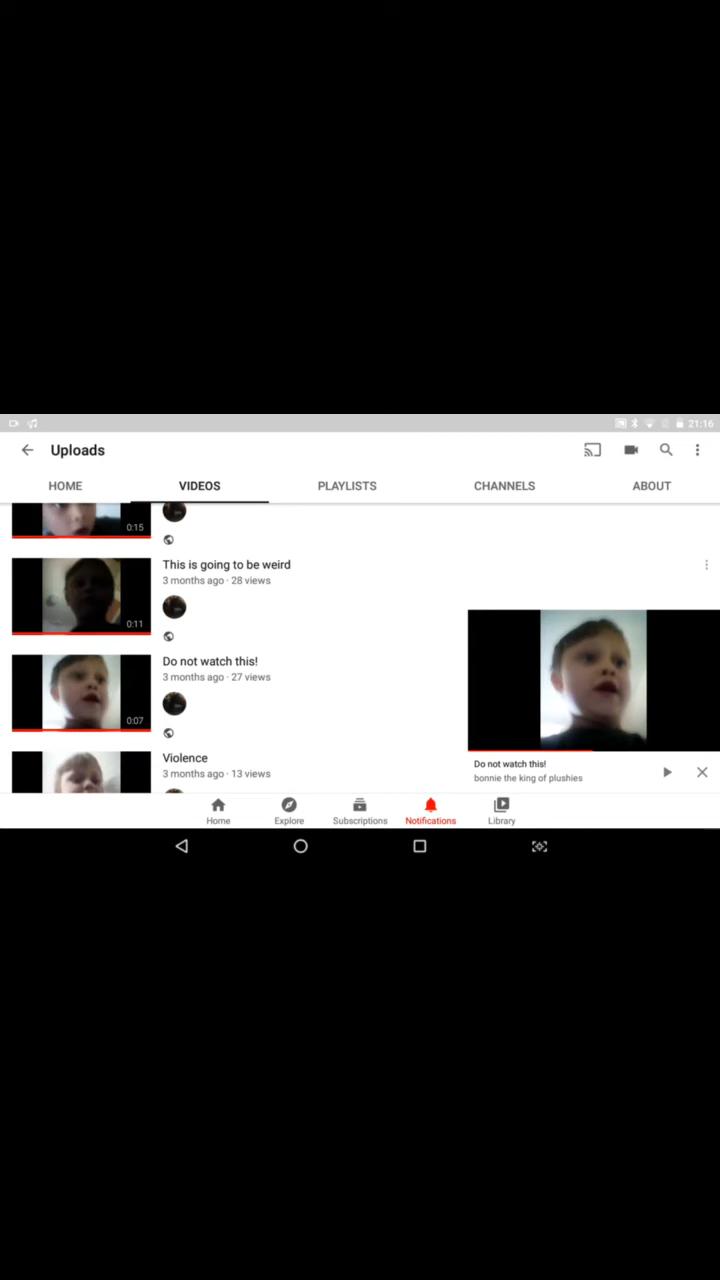 21:16
Uploads
HOME
VIDEOS
PLAYLISTS
CHANNELS
ABOUT
0:15
This is going to be weird
3 months ago · 28 views
0:11
Do not watch this!
3 months ago · 27 views
0:07
Violence
3 months ago · 13 views
Do not watch this!
bonnie the king of plushies
Home
Explore
Subscriptions
Notifications
Library